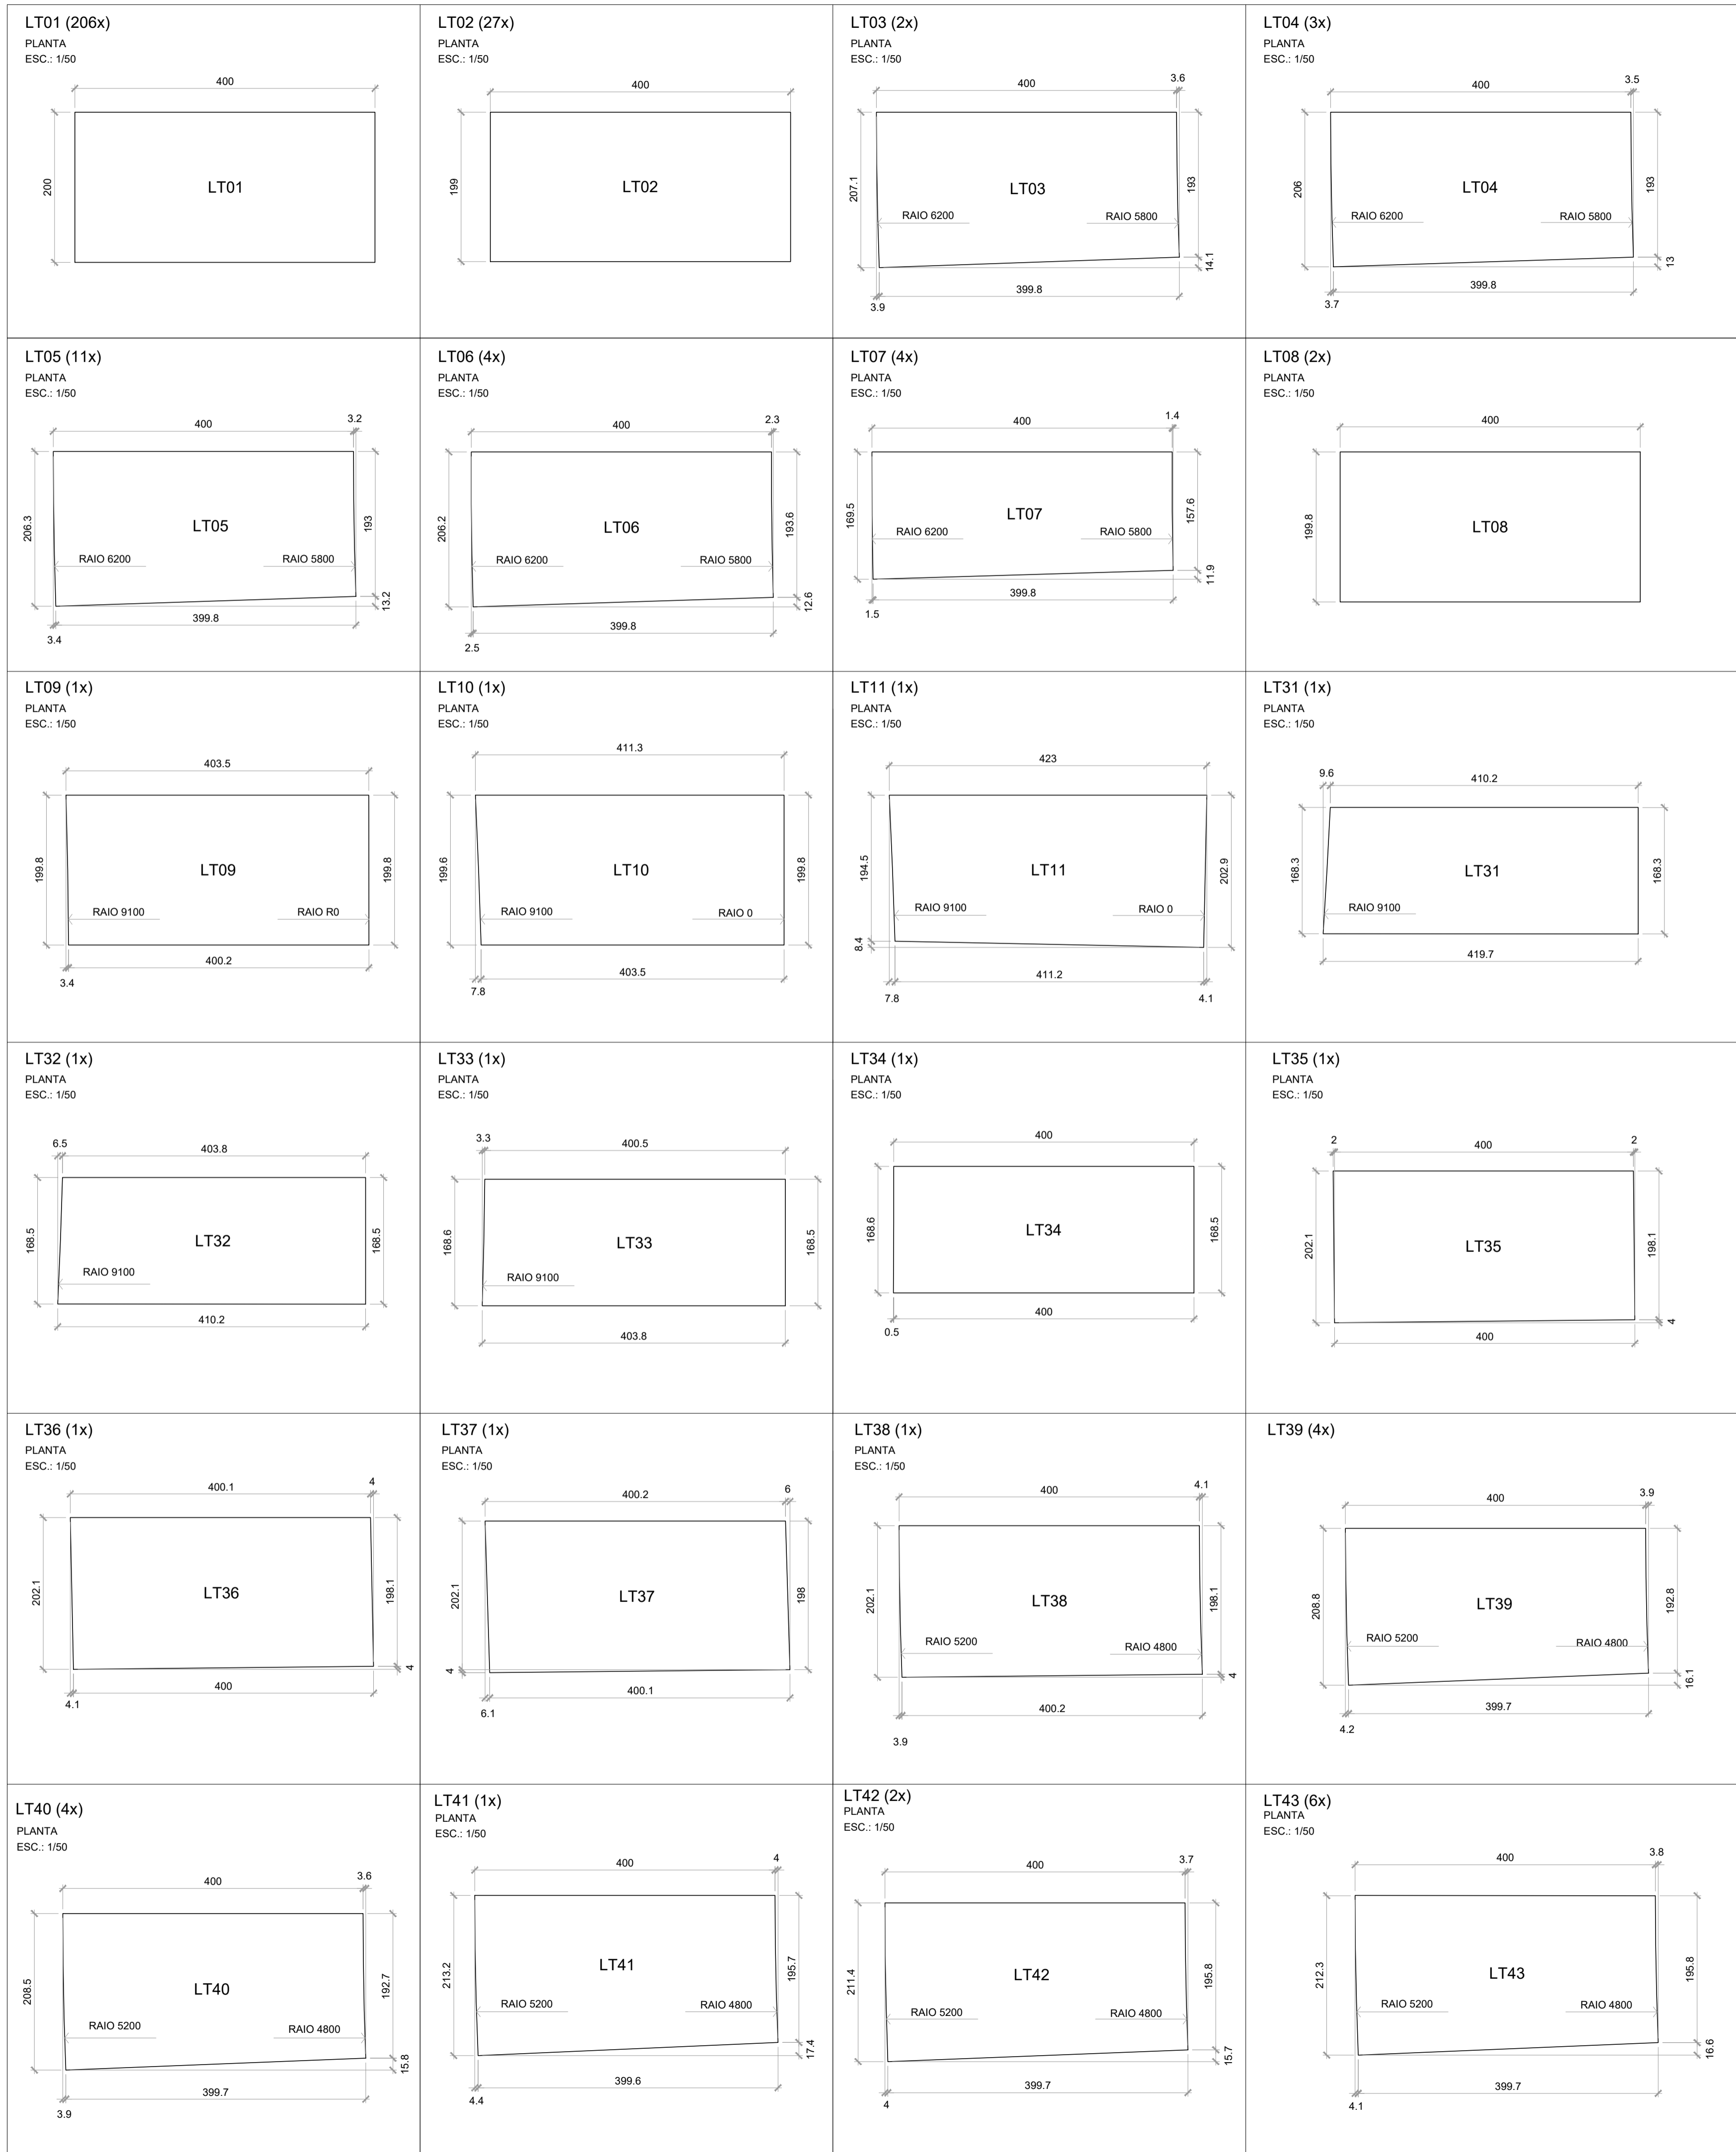 LT01 (206x)
PLANTA
ESC.: 1/50
400
200
LT01
LT02 (27x)
PLANTA
ESC.: 1/50
400
199
LT02
LT03 (2x)
PLANTA
ESC.: 1/50
400
3.6
207.1
193
LT03
RAIO 6200
RAIO 5800
14.1
399.8
3.9
LT04 (3x)
PLANTA
ESC.: 1/50
400
3.5
206
193
LT04
RAIO 6200
RAIO 5800
13
399.8
3.7
LT05 (11x)
PLANTA
ESC.: 1/50
400
3.2
206.3
193
LT05
RAIO 6200
RAIO 5800
13.2
399.8
3.4
LT06 (4x)
PLANTA
ESC.: 1/50
400
2.3
206.2
193.6
LT06
RAIO 6200
RAIO 5800
12.6
399.8
2.5
LT07 (4x)
PLANTA
ESC.: 1/50
400
1.4
169.5
157.6
LT07
RAIO 6200
RAIO 5800
11.9
399.8
1.5
LT08 (2x)
PLANTA
ESC.: 1/50
400
199.8
LT08
LT09 (1x)
PLANTA
ESC.: 1/50
403.5
199.8
199.8
LT09
RAIO 9100
RAIO R0
400.2
3.4
LT10 (1x)
PLANTA
ESC.: 1/50
411.3
199.6
199.8
LT10
RAIO 9100
RAIO 0
403.5
7.8
LT11 (1x)
PLANTA
ESC.: 1/50
423
194.5
202.9
LT11
RAIO 9100
RAIO 0
8.4
411.2
7.8
4.1
LT31 (1x)
PLANTA
ESC.: 1/50
9.6
410.2
168.3
168.3
LT31
RAIO 9100
419.7
LT32 (1x)
PLANTA
ESC.: 1/50
6.5
403.8
168.5
168.5
LT32
RAIO 9100
410.2
LT33 (1x)
PLANTA
ESC.: 1/50
3.3
400.5
168.6
168.5
LT33
RAIO 9100
403.8
LT34 (1x)
PLANTA
ESC.: 1/50
400
168.6
168.5
LT34
400
0.5
LT35 (1x)
PLANTA
ESC.: 1/50
2
400
2
202.1
198.1
LT35
4
400
LT36 (1x)
PLANTA
ESC.: 1/50
400.1
4
202.1
198.1
LT36
4
400
4.1
LT37 (1x)
PLANTA
ESC.: 1/50
400.2
6
202.1
198
LT37
4
400.1
6.1
LT38 (1x)
PLANTA
ESC.: 1/50
400
4.1
202.1
198.1
LT38
RAIO 5200
RAIO 4800
4
400.2
3.9
LT39 (4x)
400
3.9
208.8
192.8
LT39
RAIO 5200
RAIO 4800
16.1
399.7
4.2
LT40 (4x)
PLANTA
ESC.: 1/50
400
3.6
208.5
192.7
LT40
RAIO 5200
RAIO 4800
15.8
399.7
3.9
LT41 (1x)
PLANTA
ESC.: 1/50
400
4
213.2
195.7
LT41
RAIO 5200
RAIO 4800
17.4
399.6
4.4
LT42 (2x)
PLANTA
ESC.: 1/50
400
3.7
211.4
195.8
LT42
RAIO 5200
RAIO 4800
15.7
399.7
4
LT43 (6x)
PLANTA
ESC.: 1/50
400
3.8
212.3
195.8
LT43
RAIO 5200
RAIO 4800
16.6
399.7
4.1